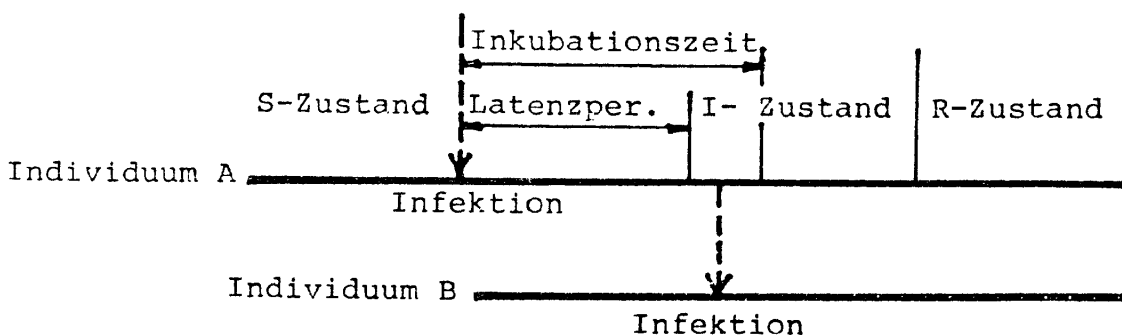 Inkubationszeit
S-Zustand Latenzper. I- Zustand R-Zustand
Individuum A
Infektion
Individuum B
Infektion